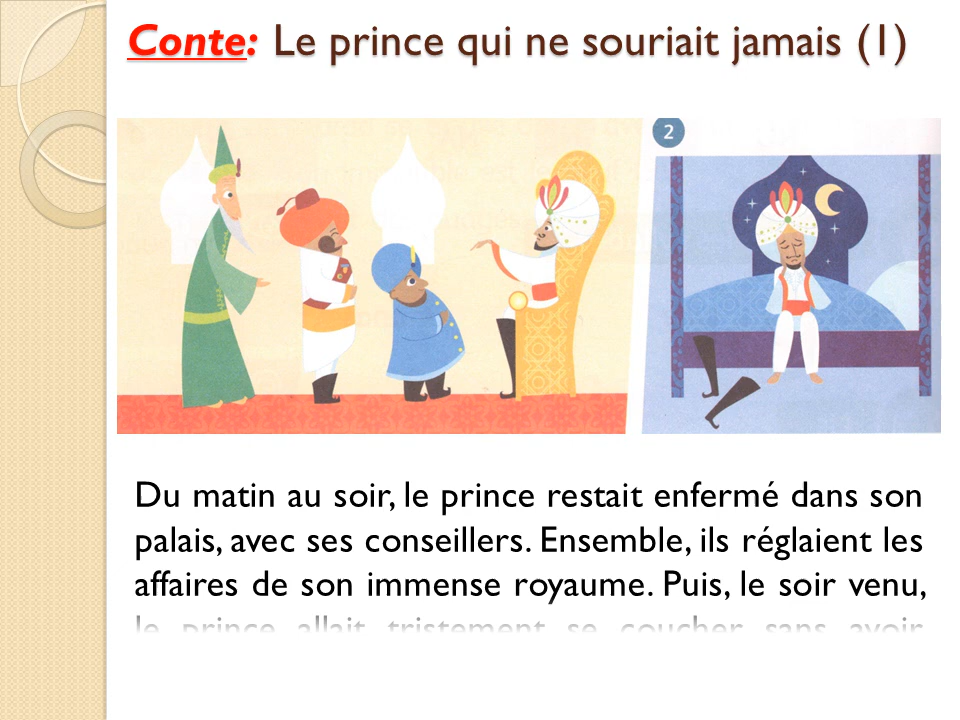 Conte: Le prince qui ne souriait jamais (1)
2
Du matin au soir, le prince restait enfermé dans son
palais, avec ses conseillers. Ensemble, ils réglaient les
affaires de son immense royaume. Puis, le soir venu,
le prince allait tristement se coucher sans avoir